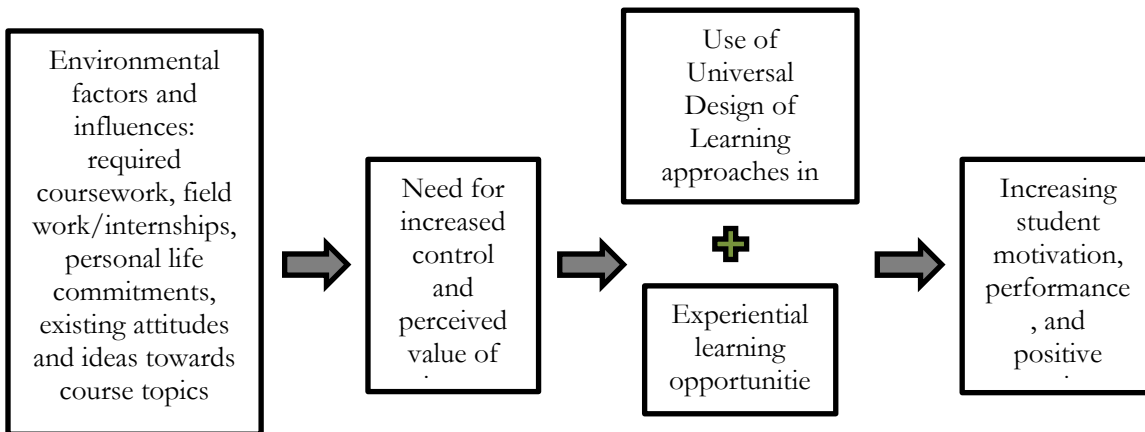 Environmental
factors and
influences:
required
coursework, field
work/internships,
personal life
commitments,
existing attitudes
and ideas towards
course topics
Need for
increased
control
and
perceived
value of
Use of
Universal
Design of
Learning
approaches in
Experiential
learning
opportunitie
Increasing
student
motivation,
performance
, and
positive